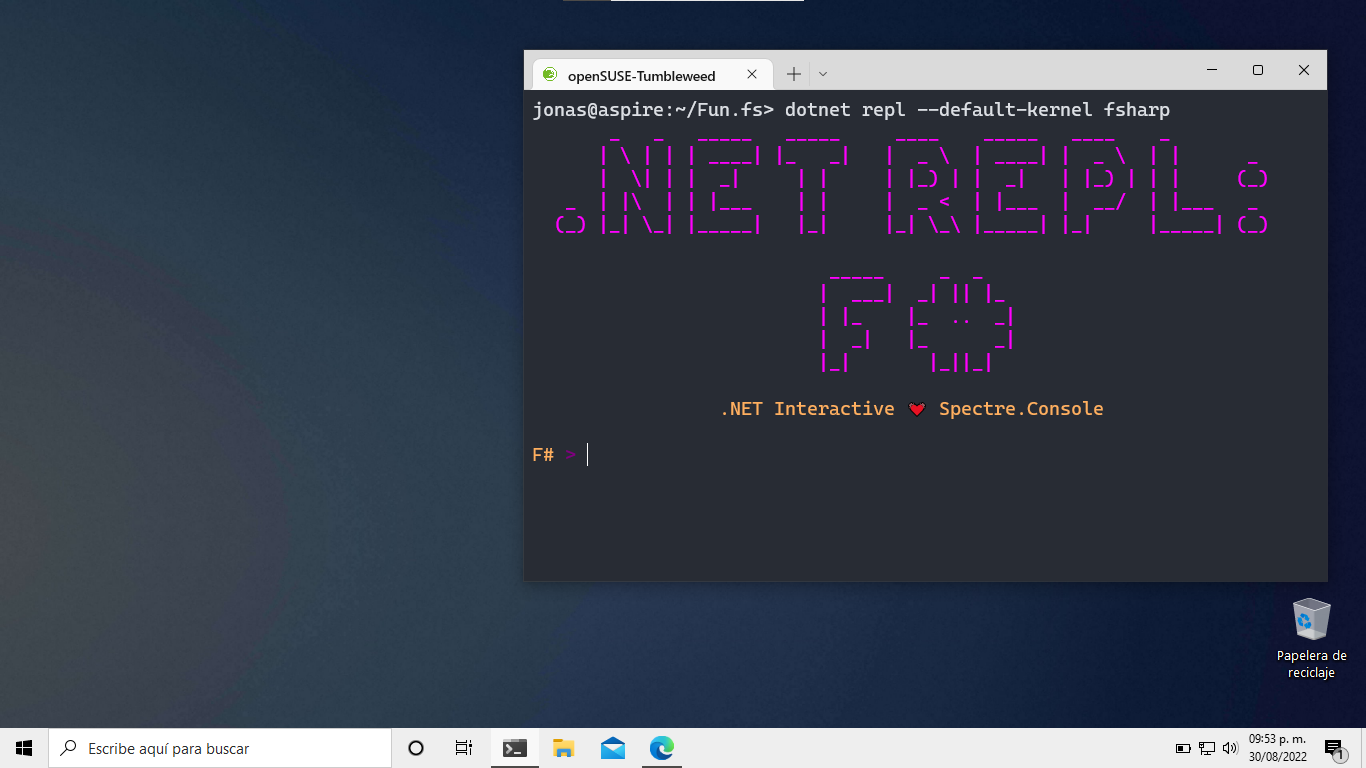 openSUSE-Tumbleweed
jonas@aspire:~/Fun.fs> dotnet repl --default-kernel fsharp
.NET REPL:
F#
.NET Interactive ❤ Spectre.Console
F# >
Papelera de
reciclaje
Escribe aquí para buscar
09:53 p. m.
30/08/2022
1